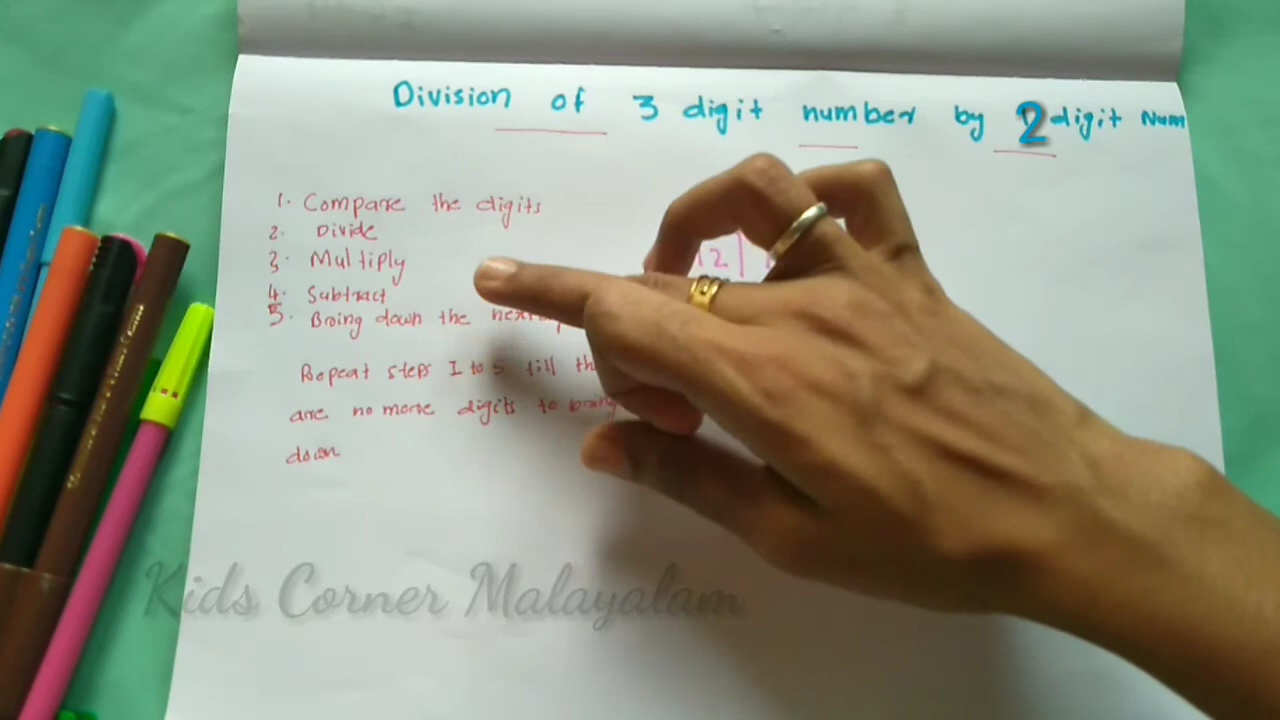 Division of 3 digit number by 2 digit Num
1. Compare the digits
2. Divide
3. Multiply
4. Subtract
5. Bring down the next
Repeat steps 1 to 5 till
are no more digits to bring
down
12
Kids Corner Malayalam